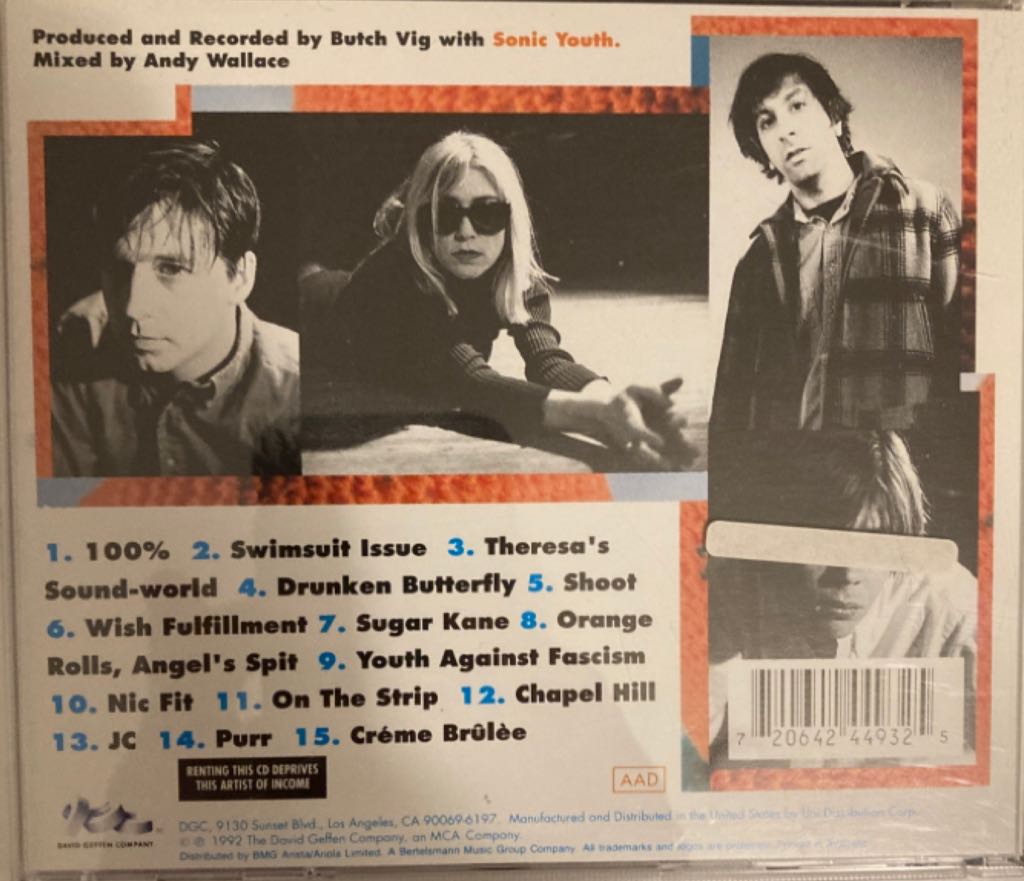 Produced and Recorded by Butch Vig with Sonic Youth.
Mixed by Andy Wallace
1. 100% 2. Swimsuit Issue 3. Theresa's
Sound-world 4. Drunken Butterfly 5. Shoot
6. Wish Fulfillment 7. Sugar Kane 8. Orange
Rolls, Angel's Spit 9. Youth Against Fascism
10. Nic Fit 11. On The Strip 12. Chapel Hill
13. JC 14. Purr 15. Créme Brûlèe
RENTING THIS CD DEPRIVES
THIS ARTIST OF INCOME
AAD
7 20642 44932 5
DAVID GEFFEN COMPANY
DGC, 9130 Sunset Blvd., Los Angeles, CA 90069-6197. Manufactured and Distributed in the United States by Uni Distribution Corp.
© ℗ 1992 The David Geffen Company, an MCA Company.
Distributed by BMG Arista/Ariola Limited. A Bertelsmann Music Group Company. All trademarks and logos are protected.